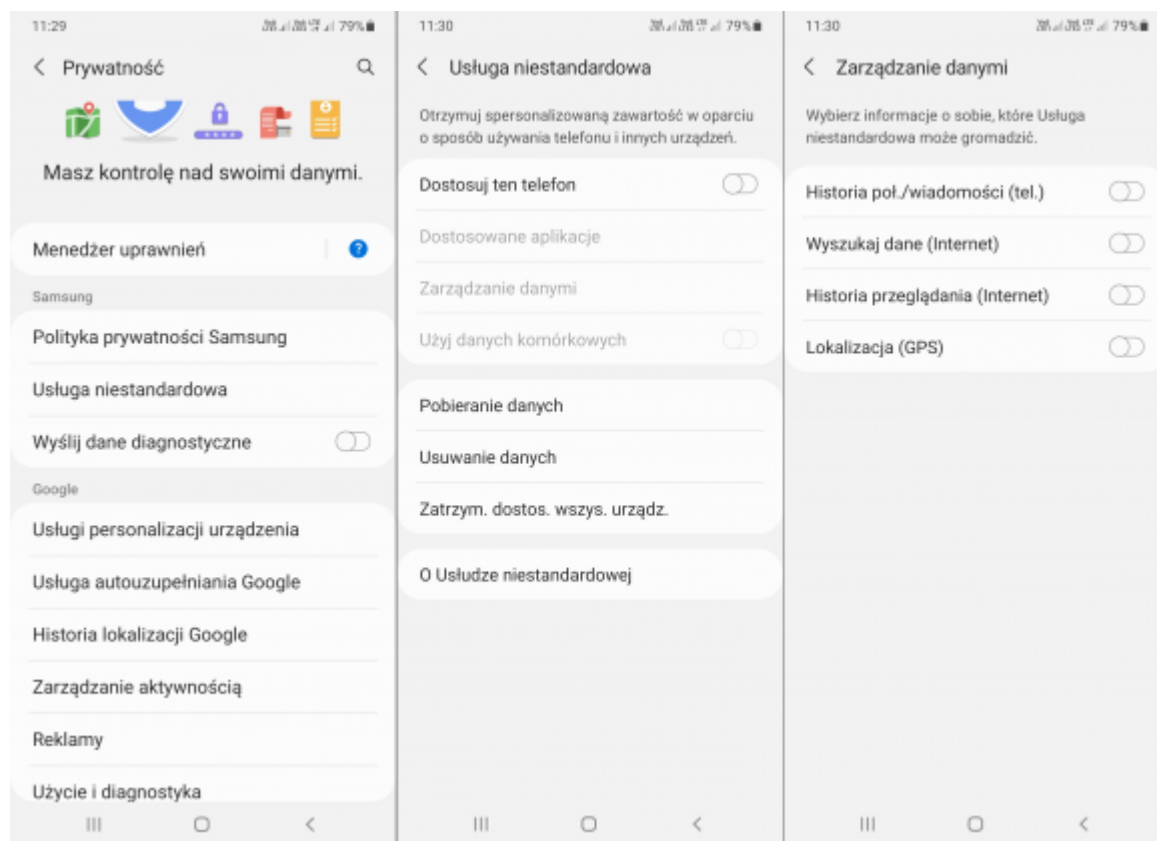 11:29
79%
Prywatność
Masz kontrolę nad swoimi danymi.
Menedżer uprawnień
?
Samsung
Polityka prywatności Samsung
Usługa niestandardowa
Wyślij dane diagnostyczne
Google
Usługi personalizacji urządzenia
Usługa autouzupełniania Google
Historia lokalizacji Google
Zarządzanie aktywnością
Reklamy
Użycie i diagnostyka
11:30
79%
Usługa niestandardowa
Otrzymuj spersonalizowaną zawartość w oparciu
o sposób używania telefonu i innych urządzeń.
Dostosuj ten telefon
Dostosowane aplikacje
Zarządzanie danymi
Użyj danych komórkowych
Pobieranie danych
Usuwanie danych
Zatrzym. dostos. wszys. urządz.
O Usłudze niestandardowej
11:30
79%
Zarządzanie danymi
Wybierz informacje o sobie, które Usługa
niestandardowa może gromadzić.
Historia poł./wiadomości (tel.)
Wyszukaj dane (Internet)
Historia przeglądania (Internet)
Lokalizacja (GPS)